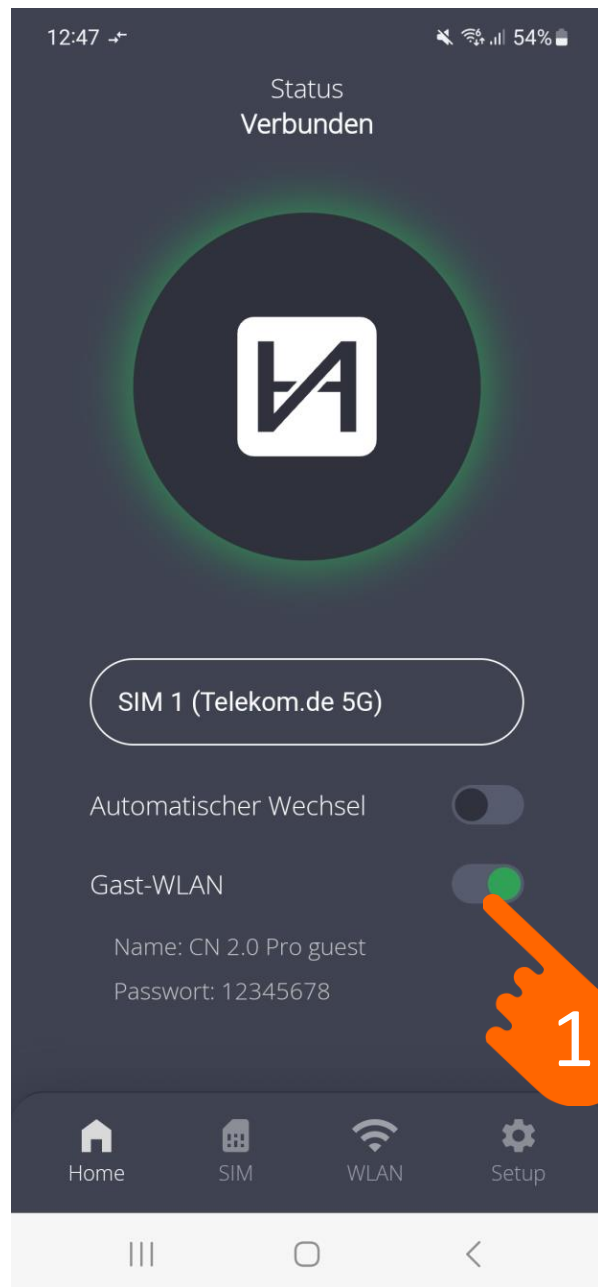 12:47
54%
Status
Verbunden
SIM 1 (Telekom.de 5G)
Automatischer Wechsel
Gast-WLAN
Name: CN 2.0 Pro guest
Passwort: 12345678
1
Home SIM WLAN Setup